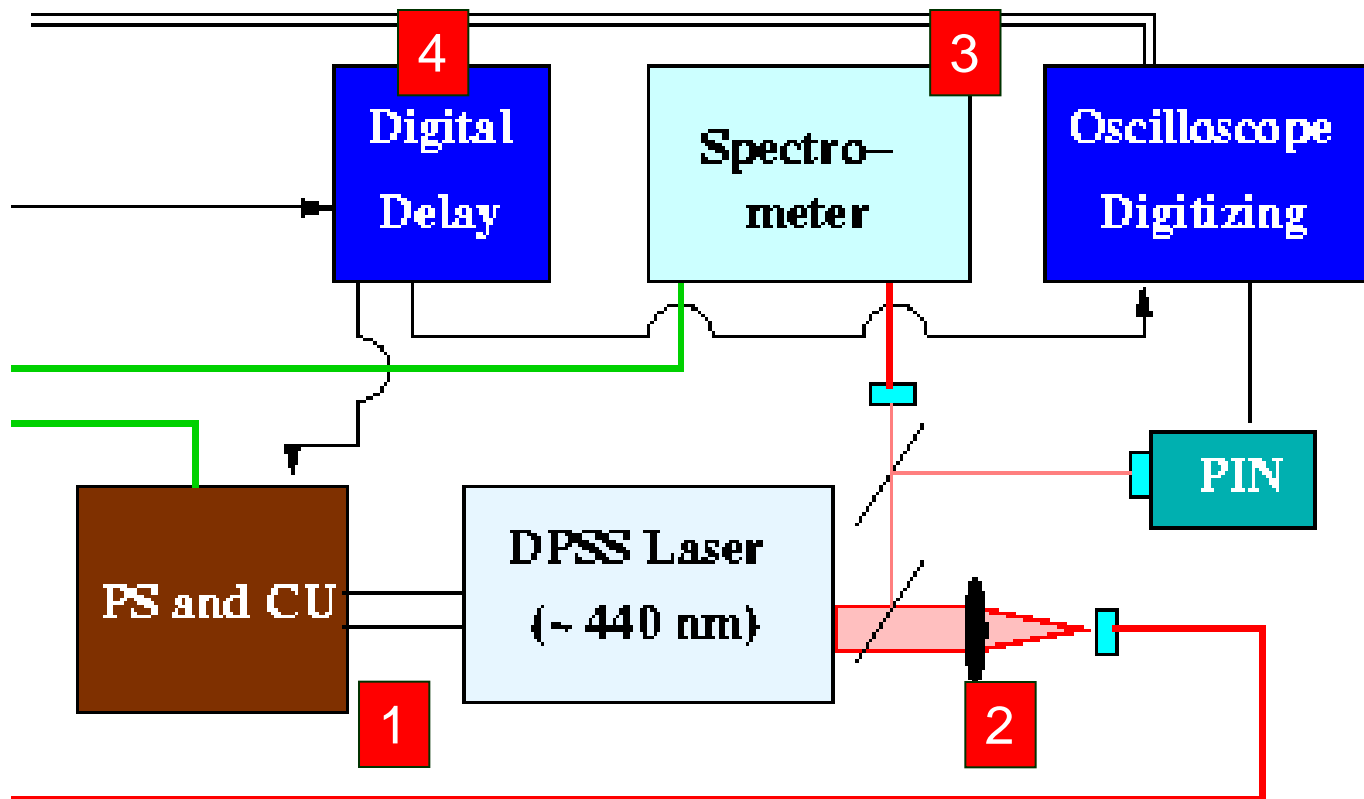 4
3
Digital
Delay
Spectro–
meter
Oscilloscope
Digitizing
PIN
PS and CU
DPSS Laser
(~ 440 nm)
1
2